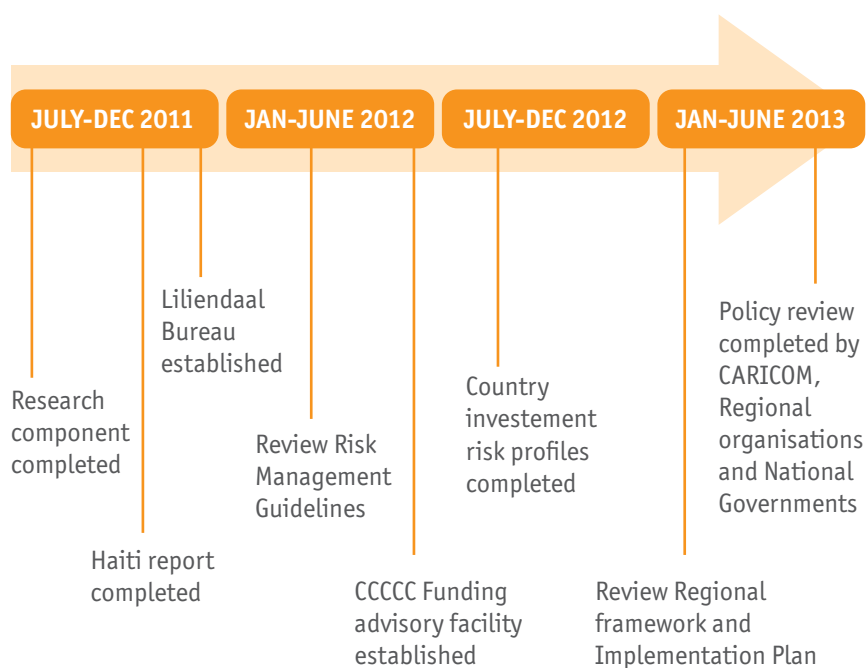 JULY-DEC 2011
JAN-JUNE 2012
JULY-DEC 2012
JAN-JUNE 2013
Research
component
completed
Haiti report
completed
Liliendaal
Bureau
established
Review Risk
Management
Guidelines
CCCCC Funding
advisory facility
established
Country
investement
risk profiles
completed
Review Regional
framework and
Implementation Plan
Policy review
completed by
CARICOM,
Regional
organisations
and National
Governments